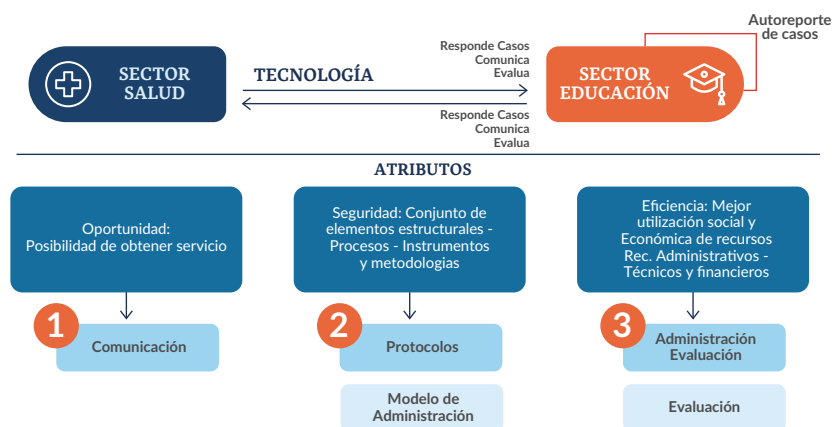 Autoreporte
de casos
SECTOR
SALUD
TECNOLOGÍA
Responde Casos
Comunica
Evalua
SECTOR
EDUCACIÓN
Responde Casos
Comunica
Evalua
ATRIBUTOS
Oportunidad:
Posibilidad de obtener servicio
Seguridad: Conjunto de
elementos estructurales -
Procesos - Instrumentos
y metodologias
Eficiencia: Mejor
utilización social y
Económica de recursos
Rec. Administrativos -
Técnicos y financieros
1
Comunicación
2
Protocolos
3
Administración
Evaluación
Modelo de
Administración
Evaluación